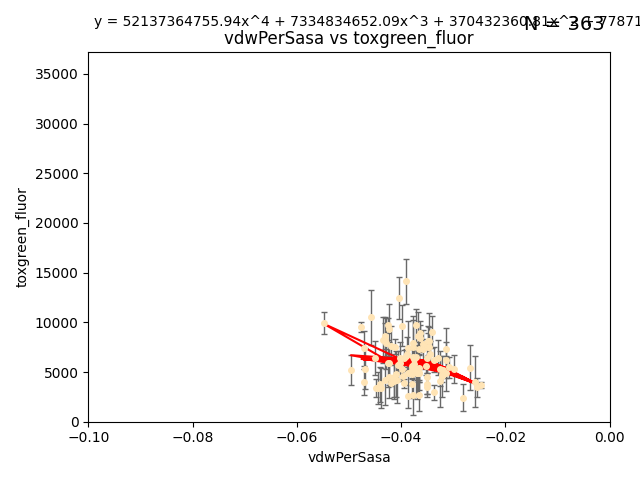 y = 52137364755.94x^4 + 7334834652.09x^3 + 370432360.81x^2 + 77871
N = 363
vdwPerSasa vs toxgreen_fluor
35000
30000
25000
20000
15000
10000
5000
0
toxgreen_fluor
−0.10 −0.08 −0.06 −0.04 −0.02 0.00
vdwPerSasa